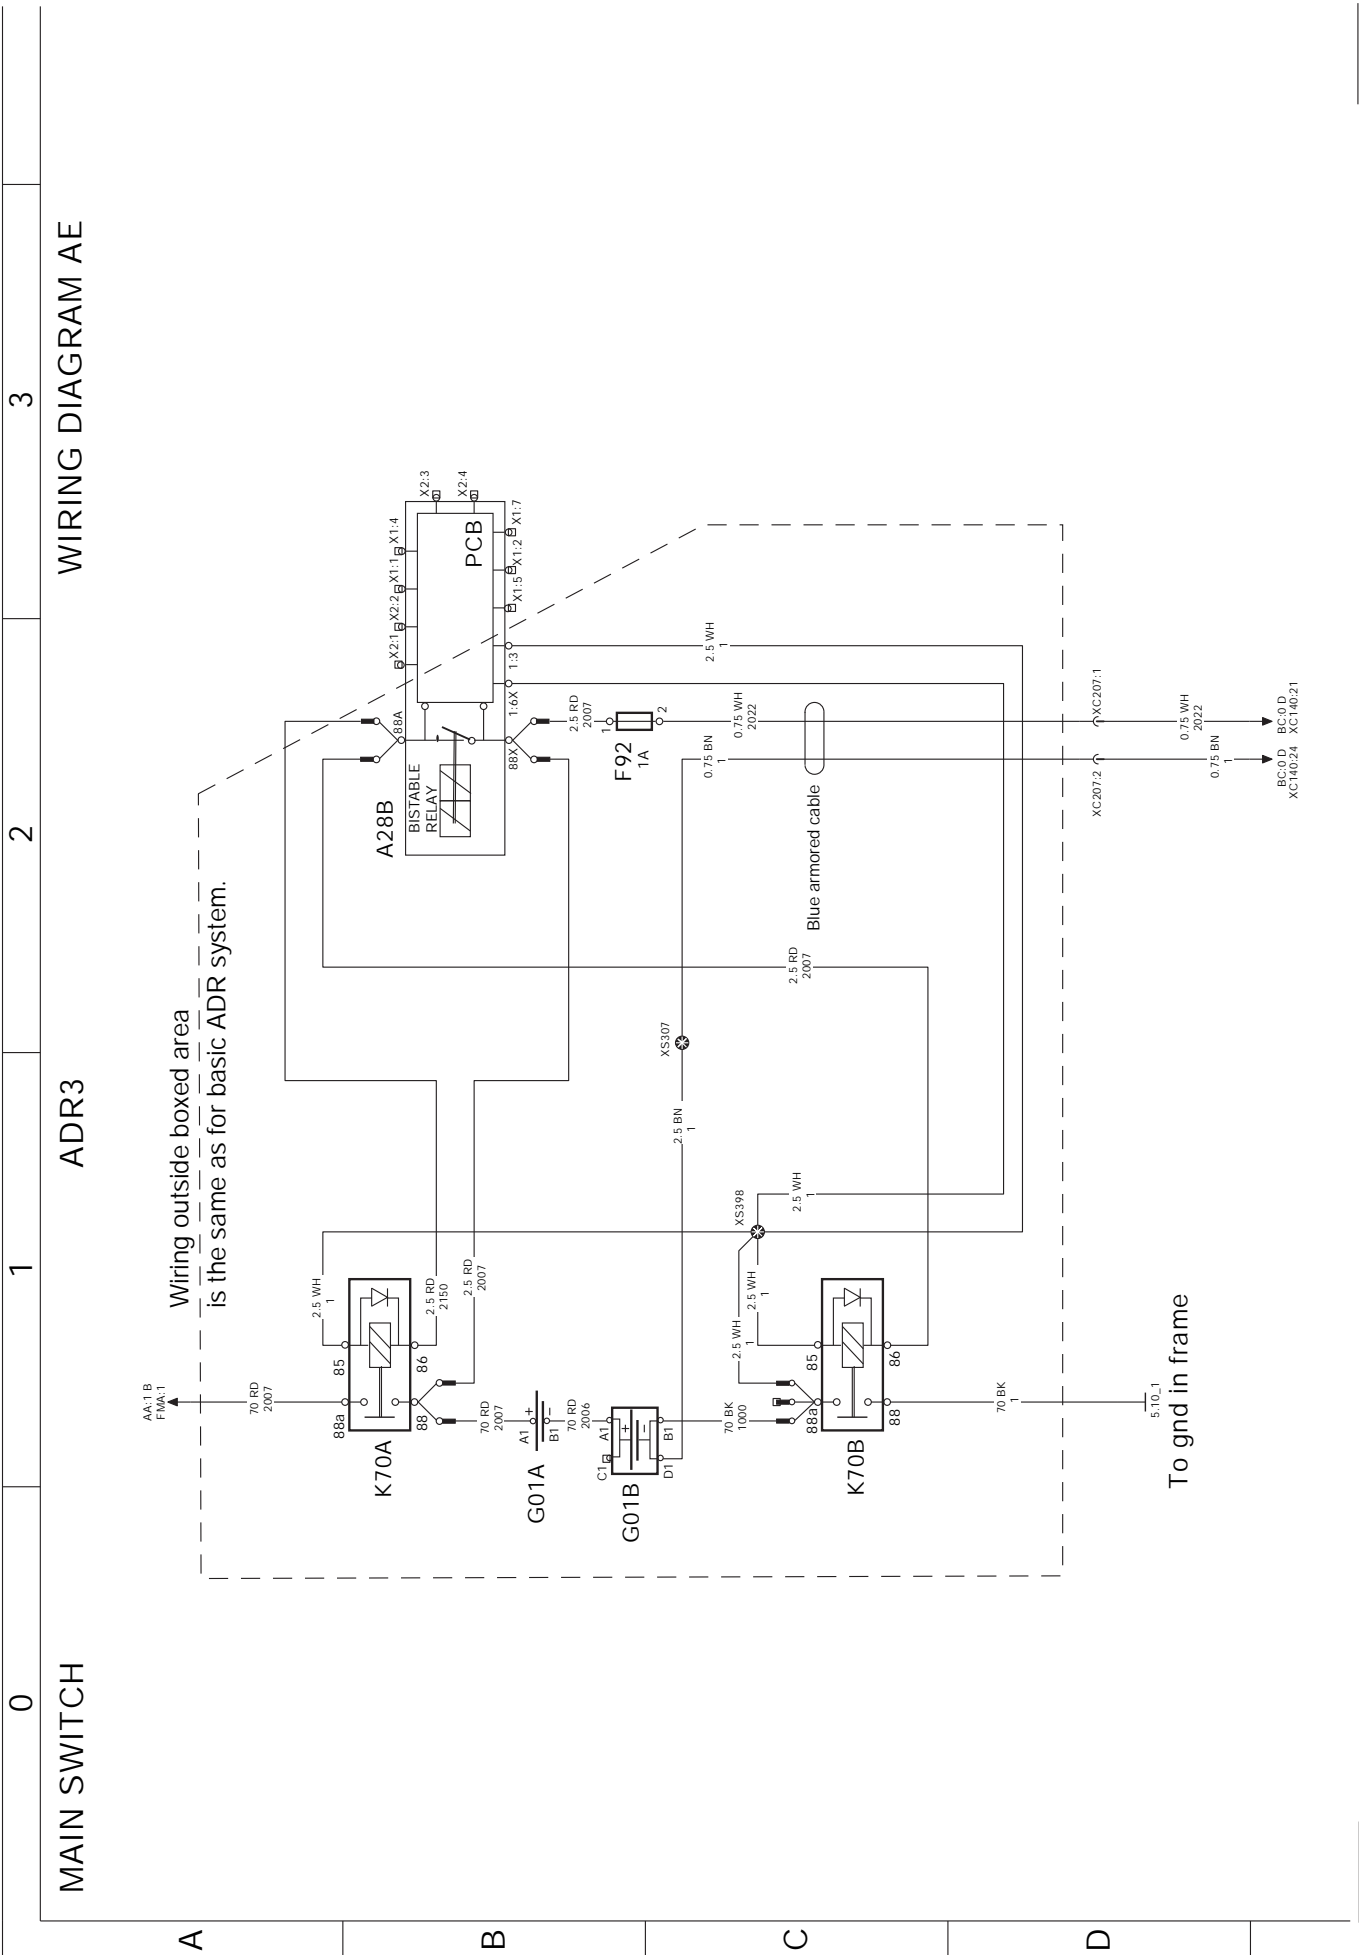 0
1
2
3
MAIN SWITCH
ADR3
WIRING DIAGRAM AE
A
B
C
D
Wiring outside boxed area
is the same as for basic ADR system.
AA:1 B
FMA:1
70 RD
2007
88a
85
K70A
88
86
2.5 WH
1
2.5 RD
2150
2.5 RD
2007
70 RD
2007
A1
+
B1
−
G01A
70 RD
2006
C1
A1
+
−
G01B
D1
B1
70 BK
1000
2.5 WH
1
2.5 WH
1
XS398
2.5 WH
1
88a
85
K70B
88
86
70 BK
1
5.10_1
To gnd in frame
2.5 BN
1
XS307
2.5 RD
2007
A28B
BISTABLE
RELAY
88A
88X
X2:1
X2:2
X1:1
X1:4
X2:3
X2:4
PCB
1:6X
1:3
X1:5
X1:2
X1:7
2.5 RD
2007
1
F92
1A
2
0.75 BN
1
0.75 WH
2022
2.5 WH
1
Blue armored cable
XC207:2
XC207:1
0.75 BN
1
0.75 WH
2022
BC:0 D
XC140:24
BC:0 D
XC140:21